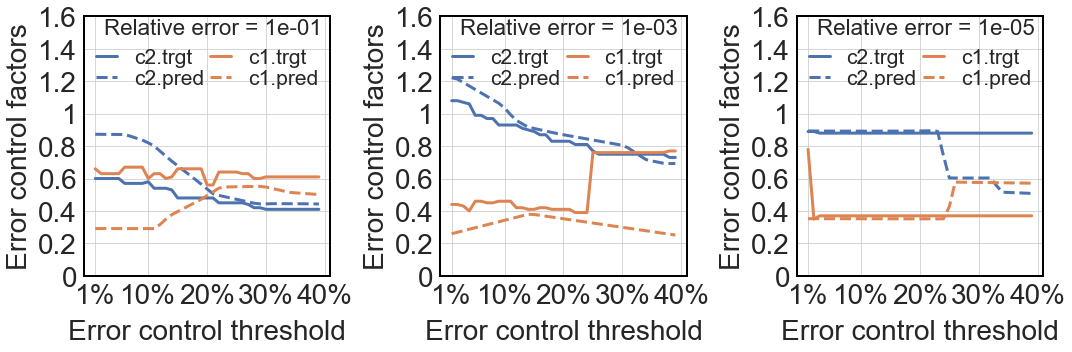 Relative error = 1e-01
c2.trgt c1.trgt
c2.pred c1.pred
Error control factors
1.6
1.4
1.2
1
0.8
0.6
0.4
0.2
0
1% 10% 20% 30% 40%
Error control threshold
Relative error = 1e-03
c2.trgt c1.trgt
c2.pred c1.pred
Error control factors
1.6
1.4
1.2
1
0.8
0.6
0.4
0.2
0
1% 10% 20% 30% 40%
Error control threshold
Relative error = 1e-05
c2.trgt c1.trgt
c2.pred c1.pred
Error control factors
1.6
1.4
1.2
1
0.8
0.6
0.4
0.2
0
1% 10% 20% 30% 40%
Error control threshold